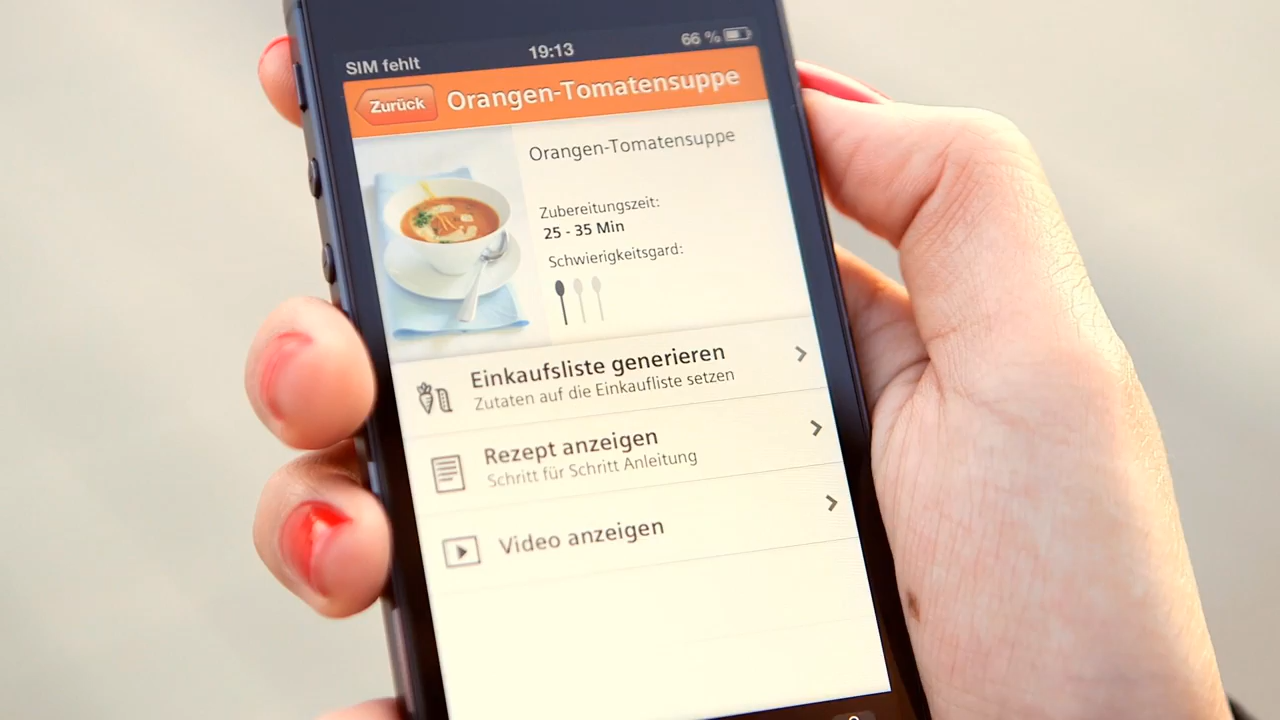 SIM fehlt 19:13 66 %
Zurück Orangen-Tomatensuppe
Orangen-Tomatensuppe
Zubereitungszeit:
25 - 35 Min
Schwierigkeitsgard:
Einkaufsliste generieren
Zutaten auf die Einkaufliste setzen
Rezept anzeigen
Schritt für Schritt Anleitung
Video anzeigen